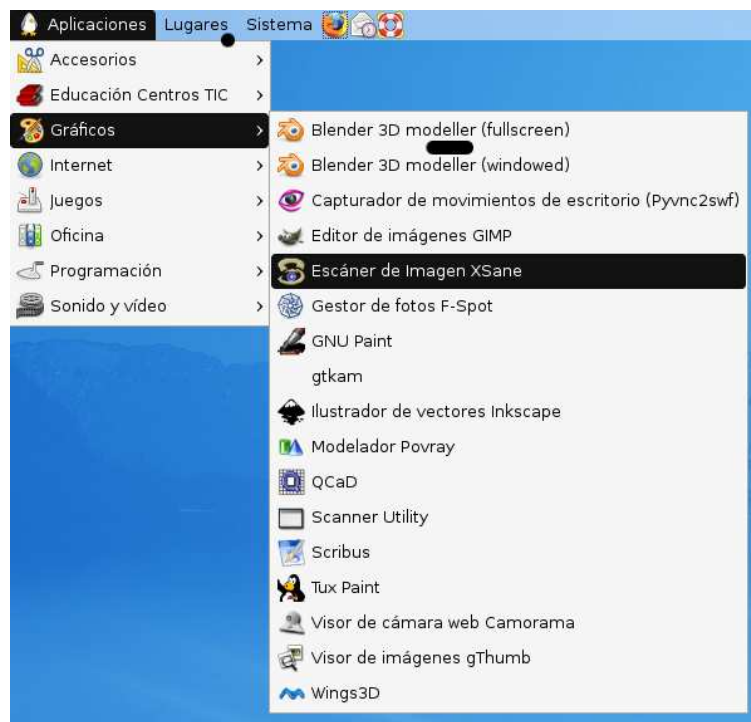 Aplicaciones Lugares Sistema
Accesorios
Educación Centros TIC
Gráficos
Internet
Juegos
Oficina
Programación
Sonido y vídeo
Blender 3D modeller (fullscreen)
Blender 3D modeller (windowed)
Capturador de movimientos de escritorio (Pyvnc2swf)
Editor de imágenes GIMP
Escáner de Imagen XSane
Gestor de fotos F-Spot
GNU Paint
gtkam
Ilustrador de vectores Inkscape
Modelador Povray
QCaD
Scanner Utility
Scribus
Tux Paint
Visor de cámara web Camorama
Visor de imágenes gThumb
Wings3D